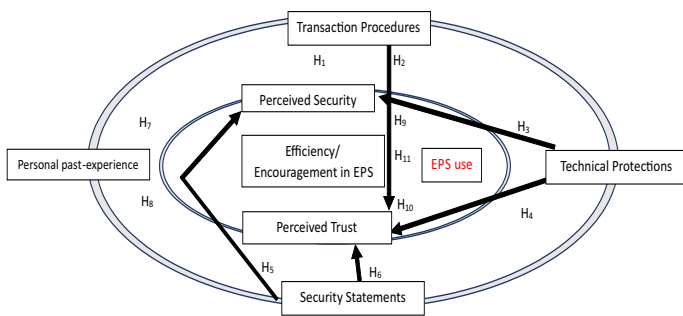 Transaction Procedures
H1
H2
Perceived Security
H7
H9
H3
Efficiency/
Encouragement in EPS
H11
EPS use
Personal past-experience
Technical Protections
H8
H10
H4
Perceived Trust
H5
H6
Security Statements